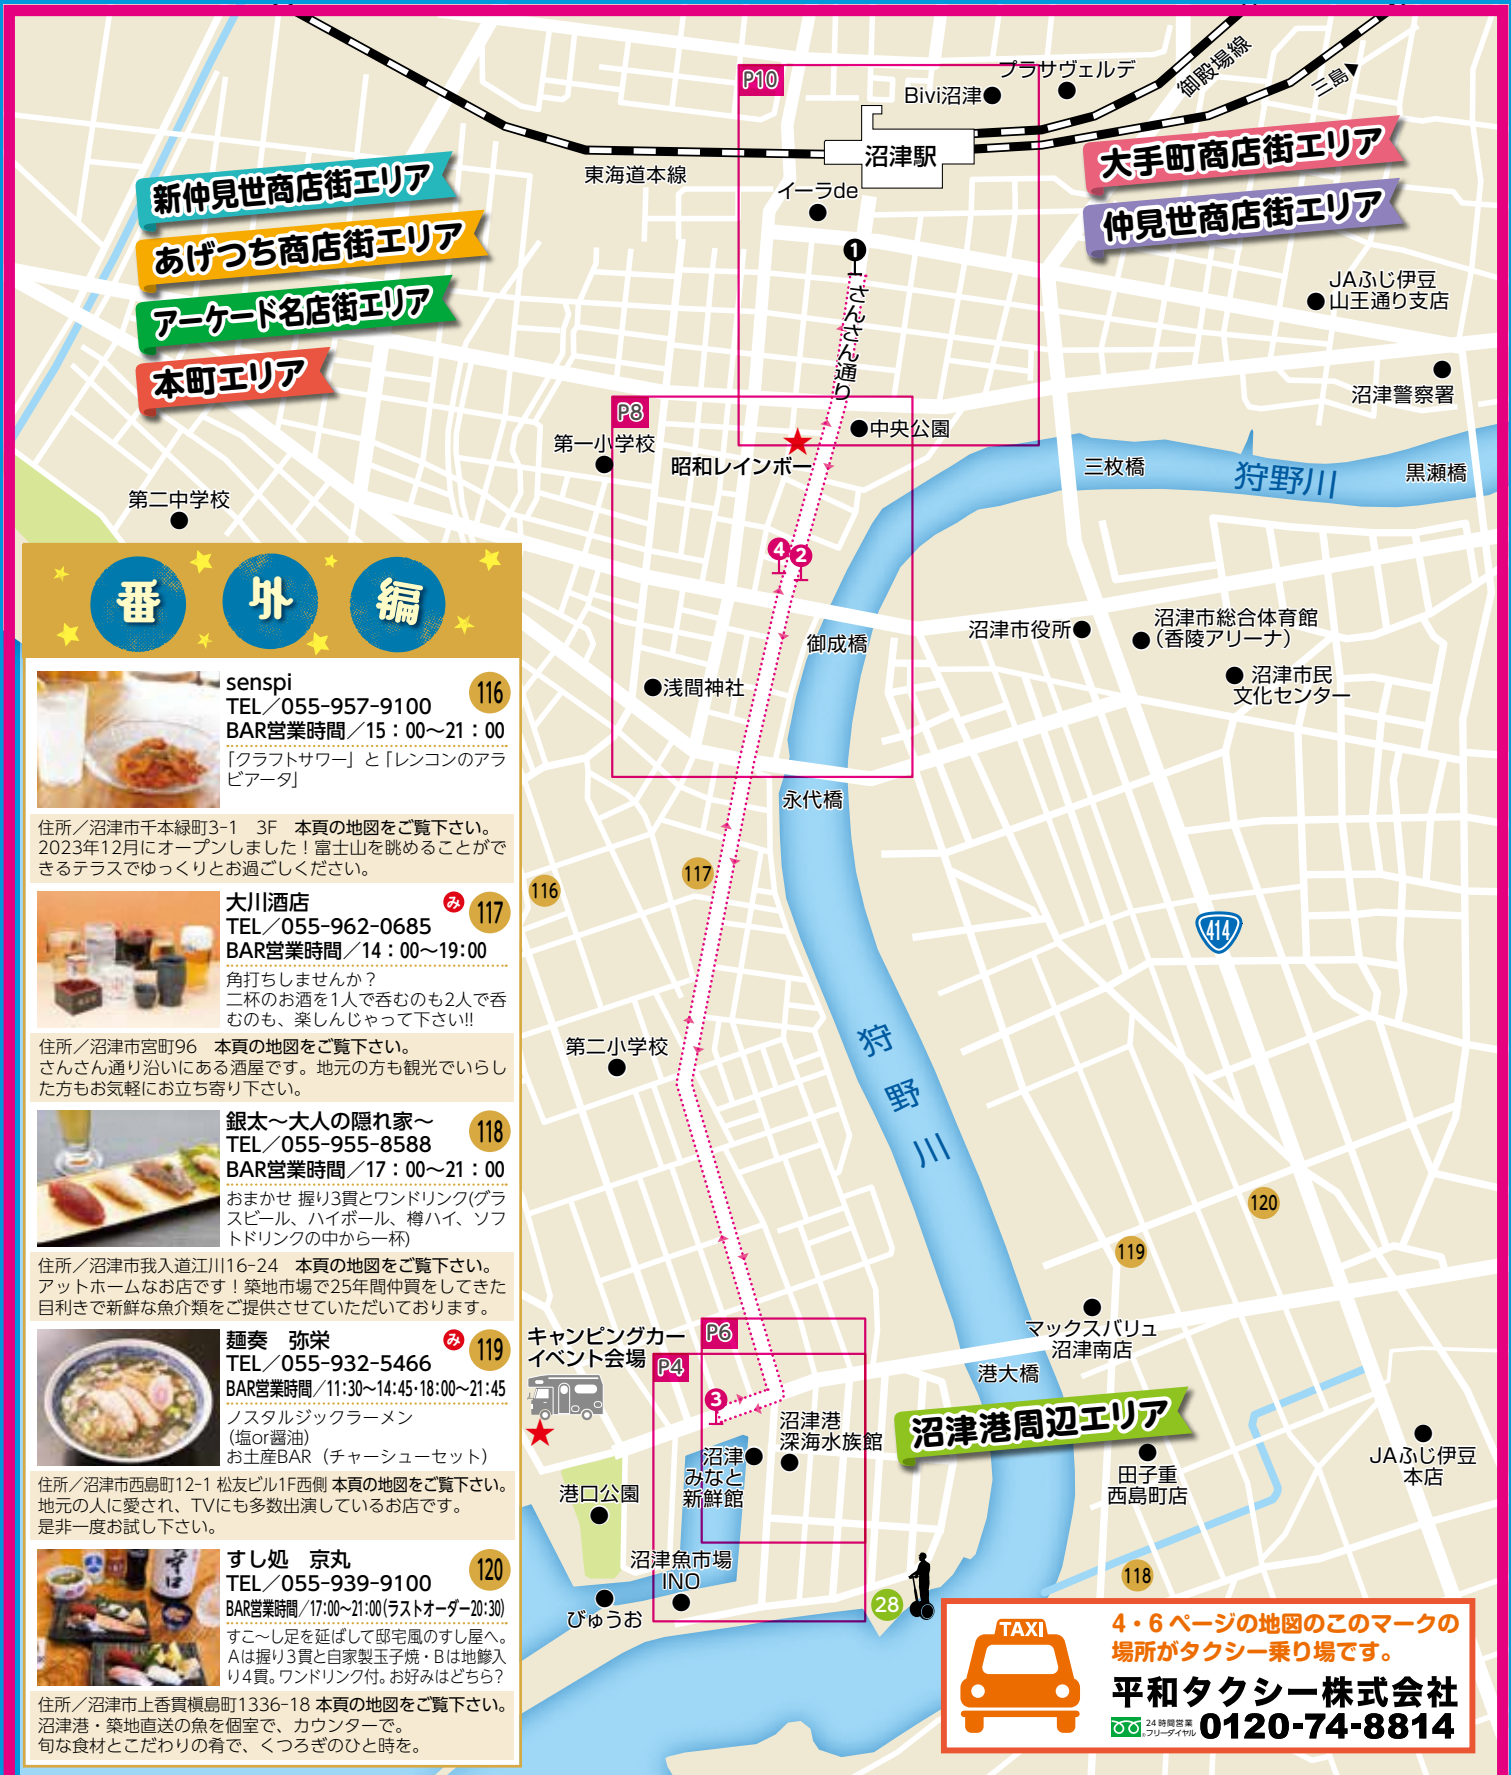 プラサヴェルデ
Bivi沼津
御殿場線
三島
P10
沼津駅
東海道本線
イーラde
新仲見世商店街エリア
あげつち商店街エリア
アーケード名店街エリア
本町エリア
大手町商店街エリア
仲見世商店街エリア
1
さんさん通り
JAふじ伊豆
山王通り支店
沼津警察署
P8
中央公園
第一小学校
昭和レインボー
三枚橋
狩野川
黒瀬橋
第二中学校
4
2
御成橋
沼津市役所
沼津市総合体育館
(香陵アリーナ)
沼津市民
文化センター
浅間神社
永代橋
116
117
414
第二小学校
狩野川
120
119
マックスバリュ
沼津南店
港大橋
キャンピングカー
イベント会場
P6
P4
3
沼津港
深海水族館
沼津
みなと
新鮮館
沼津港周辺エリア
港口公園
田子重
西島町店
JAふじ伊豆
本店
沼津魚市場
INO
びゅうお
28
118
番外編
senspi
116
TEL／055-957-9100
BAR営業時間／15：00〜21：00
「クラフトサワー」と「レンコンのアラ
ビアータ」
住所／沼津市千本緑町3-1　3F　本頁の地図をご覧下さい。
2023年12月にオープンしました！富士山を眺めることがで
きるテラスでゆっくりとお過ごしください。
大川酒店
み
117
TEL／055-962-0685
BAR営業時間／14：00〜19:00
角打ちしませんか？
二杯のお酒を1人で呑むのも2人で呑
むのも、楽しんじゃって下さい!!
住所／沼津市宮町96　本頁の地図をご覧下さい。
さんさん通り沿いにある酒屋です。地元の方も観光でいらし
た方もお気軽にお立ち寄り下さい。
銀太〜大人の隠れ家〜
118
TEL／055-955-8588
BAR営業時間／17：00〜21：00
おまかせ 握り3貫とワンドリンク(グラ
スビール、ハイボール、樽ハイ、ソフ
トドリンクの中から一杯)
住所／沼津市我入道江川16-24　本頁の地図をご覧下さい。
アットホームなお店です！築地市場で25年間仲買をしてきた
目利きで新鮮な魚介類をご提供させていただいております。
麺奏　弥栄
み
119
TEL／055-932-5466
BAR営業時間／11:30〜14:45･18:00〜21:45
ノスタルジックラーメン
(塩or醤油)
お土産BAR（チャーシューセット）
住所／沼津市西島町12-1 松友ビル1F西側 本頁の地図をご覧下さい。
地元の人に愛され、TVにも多数出演しているお店です。
是非一度お試し下さい。
すし処　京丸
120
TEL／055-939-9100
BAR営業時間／17:00〜21:00(ラストオーダー20:30)
すこ〜し足を延ばして邸宅風のすし屋へ。
Aは握り3貫と自家製玉子焼・Bは地鯵入
り4貫。ワンドリンク付。お好みはどちら？
住所／沼津市上香貫槇島町1336-18 本頁の地図をご覧下さい。
沼津港・築地直送の魚を個室で、カウンターで。
旬な食材とこだわりの肴で、くつろぎのひと時を。
TAXI
4・6ページの地図のこのマークの
場所がタクシー乗り場です。
平和タクシー株式会社
24時間営業
フリーダイヤル
0120-74-8814